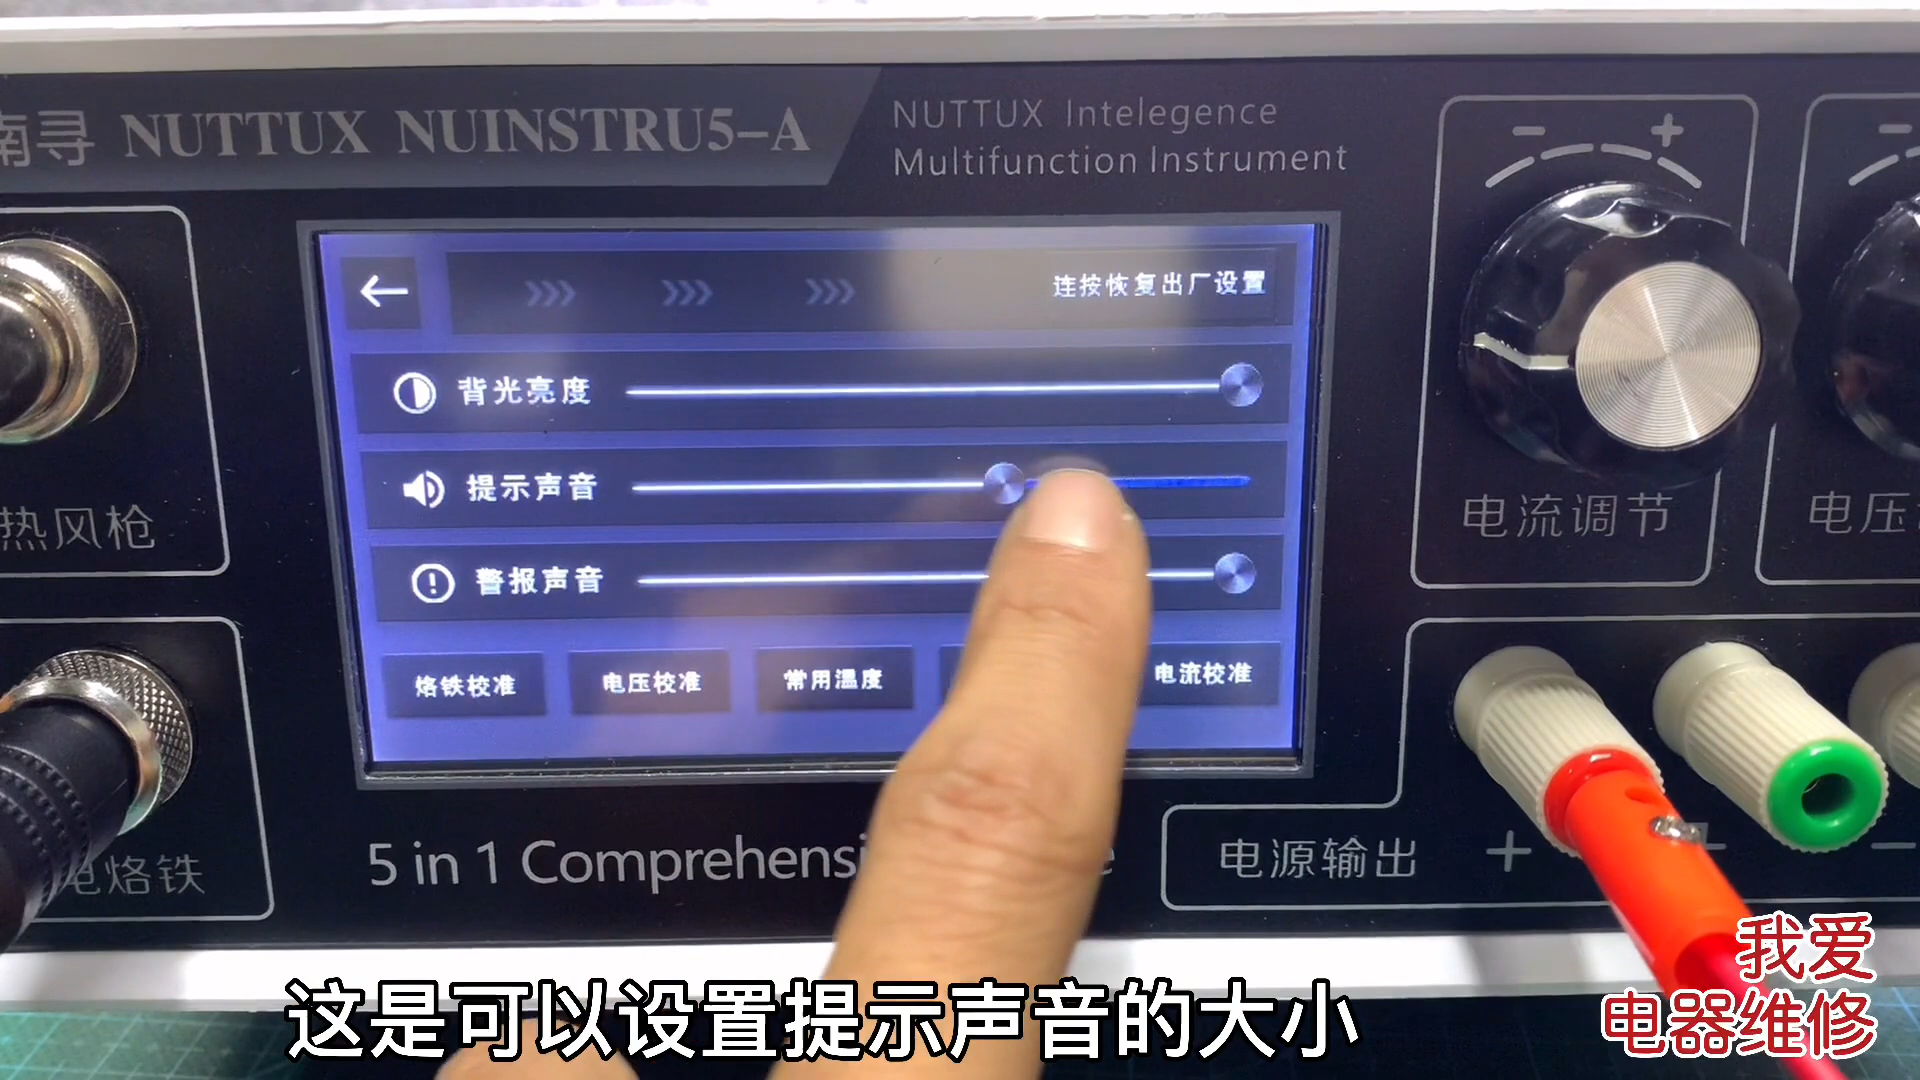 南寻 NUTTUX NUINSTRU5-A
NUTTUX Intelegence
Multifunction Instrument
连按恢复出厂设置
背光亮度
提示声音
警报声音
烙铁校准
电压校准
常用温度
电流校准
热风枪
电烙铁
- +
电流调节
-
电压
5 in 1 Comprehensi
e
电源输出
+
-
这是可以设置提示声音的大小
我爱
电器维修